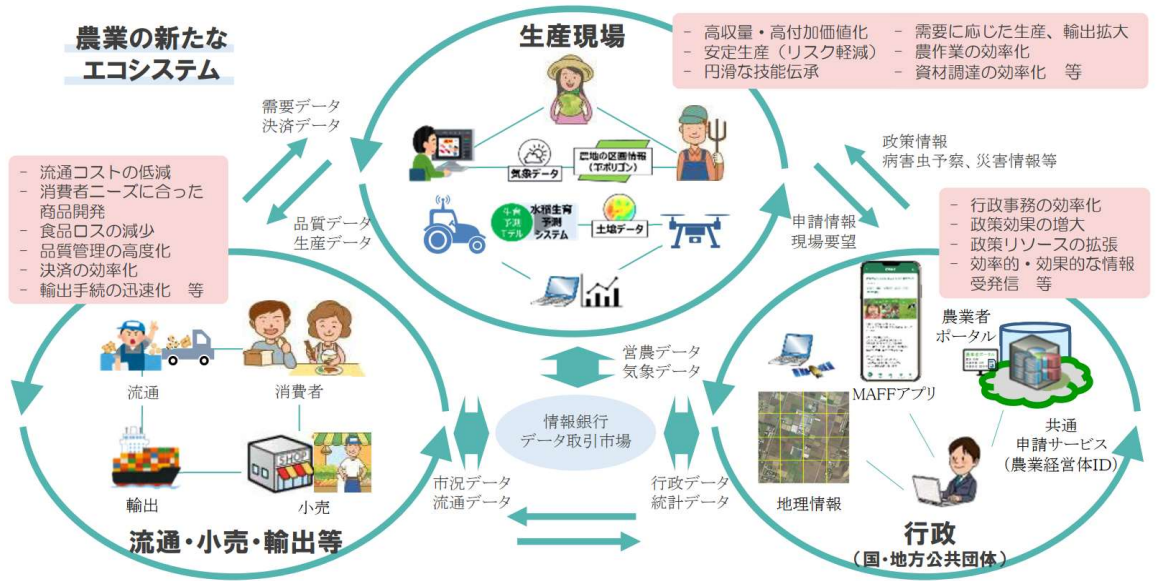 農業の新たな
エコシステム
生産現場
- 高収量・高付加価値化
- 安定生産（リスク軽減）
- 円滑な技能伝承
- 需要に応じた生産、輸出拡大
- 農作業の効率化
- 資材調達の効率化　等
需要データ
決済データ
品質データ
生産データ
気象データ
農地の区画情報
（筆ポリゴン）
生育
予測
モデル
水稲生育
予測
システム
土壌データ
政策情報
病害虫予察、災害情報等
申請情報
現場要望
- 流通コストの低減
- 消費者ニーズに合った
商品開発
- 食品ロスの減少
- 品質管理の高度化
- 決済の効率化
- 輸出手続の迅速化　等
- 行政事務の効率化
- 政策効果の増大
- 政策リソースの拡張
- 効率的・効果的な情報
受発信　等
流通
消費者
SHOP
輸出
小売
流通・小売・輸出等
営農データ
気象データ
情報銀行
データ取引市場
市況データ
流通データ
行政データ
統計データ
農業者
ポータル
MAFFアプリ
共通
申請サービス
（農業経営体ID）
地理情報
行政
（国・地方公共団体）